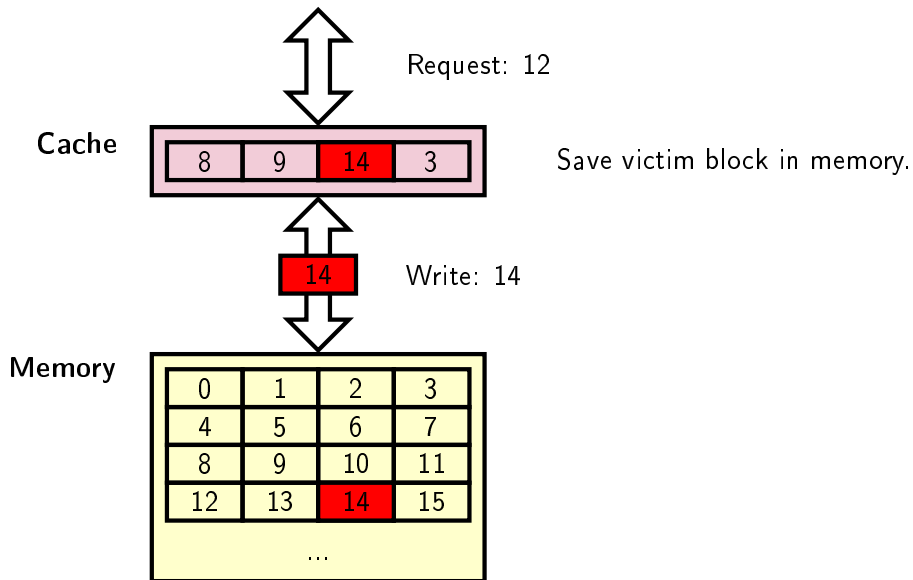 Request: 12
Cache
8 9 14 3
Save victim block in memory.
14
Write: 14
Memory
0 1 2 3
4 5 6 7
8 9 10 11
12 13 14 15
...